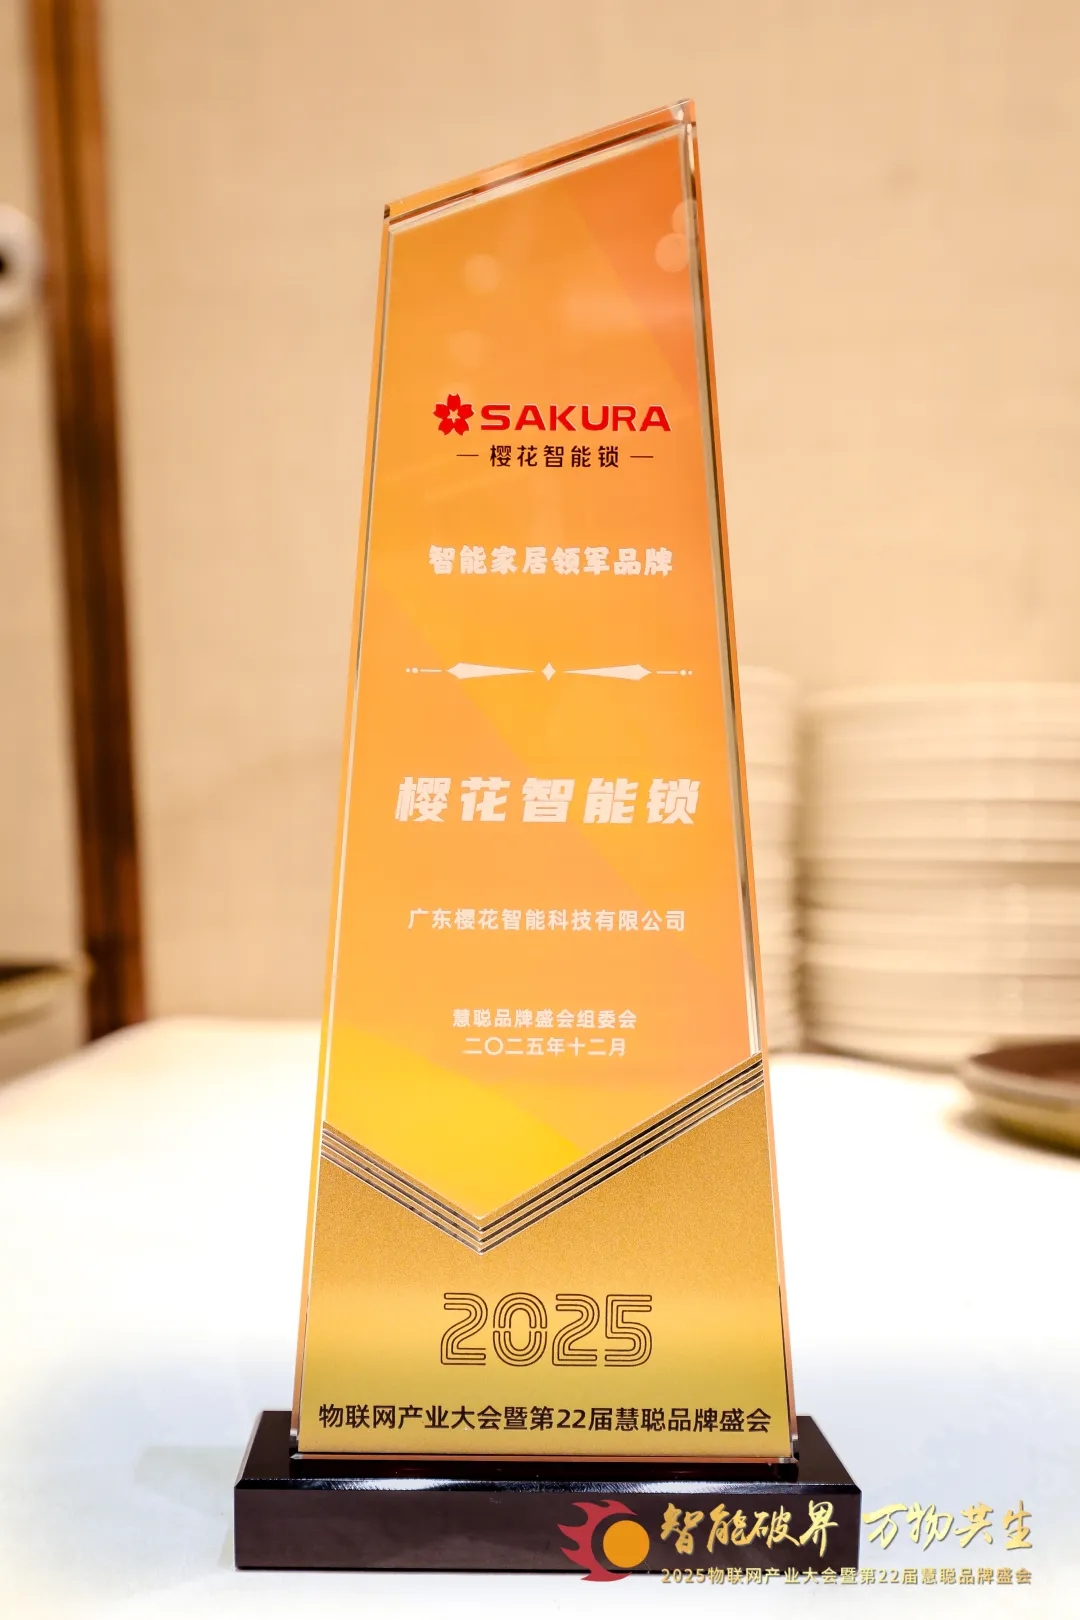 SAKURA
— 樱花智能锁 —
智能家居领军品牌
樱花智能锁
广东樱花智能科技有限公司
慧聪品牌盛会组委会
二〇二五年十二月
2025
物联网产业大会暨第22届慧聪品牌盛会
智能破界 万物共生
2025物联网产业大会暨第22届慧聪品牌盛会